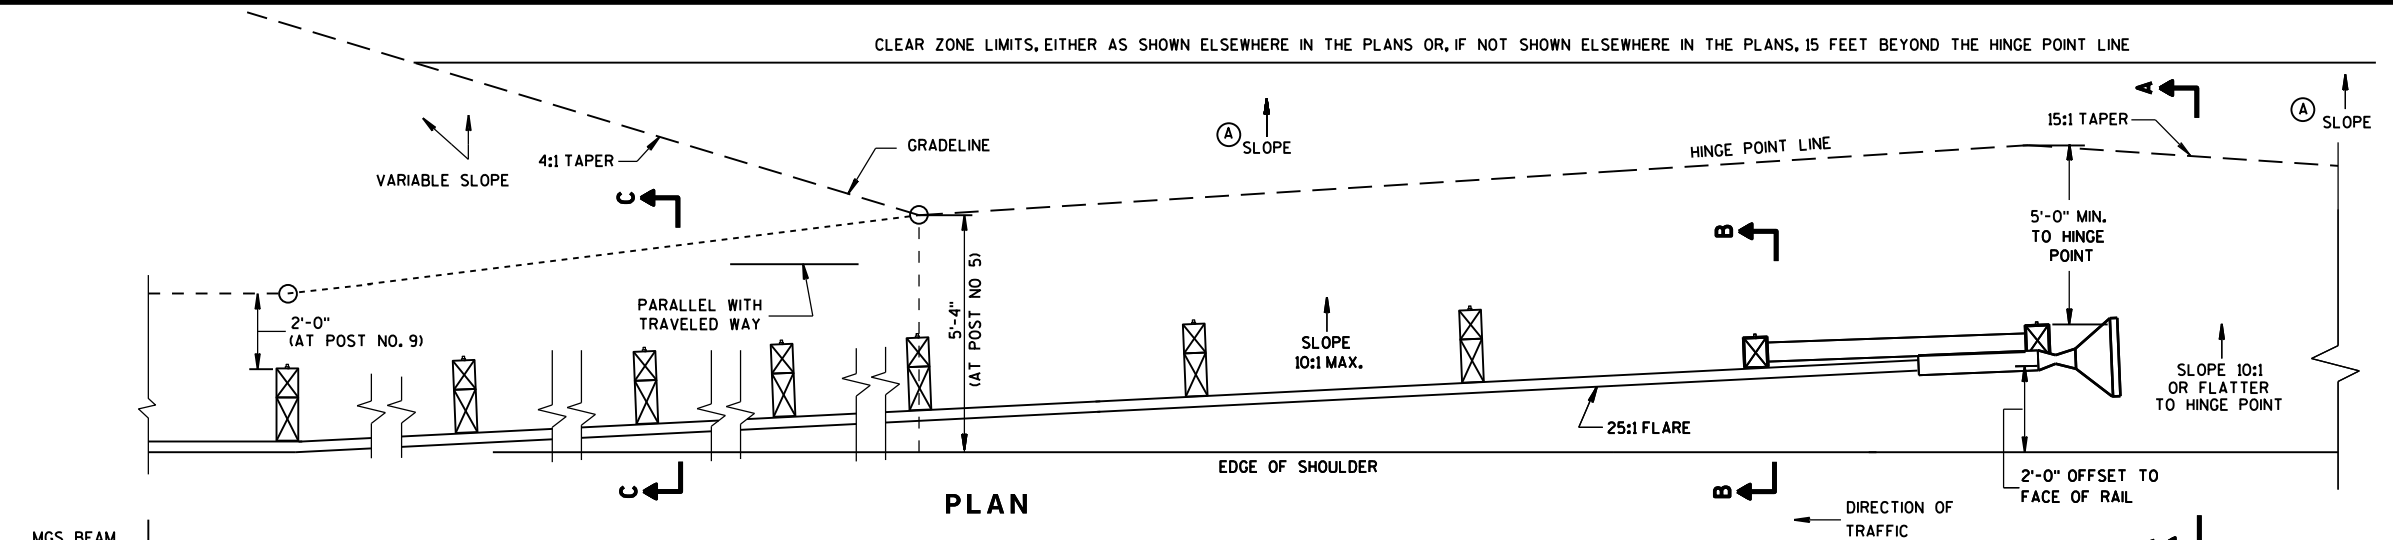 CLEAR ZONE LIMITS, EITHER AS SHOWN ELSEWHERE IN THE PLANS OR, IF NOT SHOWN ELSEWHERE IN THE PLANS, 15 FEET BEYOND THE HINGE POINT LINE
A
A
SLOPE
15:1 TAPER
A
SLOPE
GRADELINE
HINGE POINT LINE
4:1 TAPER
VARIABLE SLOPE
C
B
5'-0" MIN.
TO HINGE
POINT
5'-4"
(AT POST NO 5)
PARALLEL WITH
TRAVELED WAY
2'-0"
(AT POST NO. 9)
SLOPE
10:1 MAX.
SLOPE 10:1
OR FLATTER
TO HINGE POINT
25:1 FLARE
EDGE OF SHOULDER
2'-0" OFFSET TO
FACE OF RAIL
C
B
PLAN
DIRECTION OF
TRAFFIC
MGS BEAM